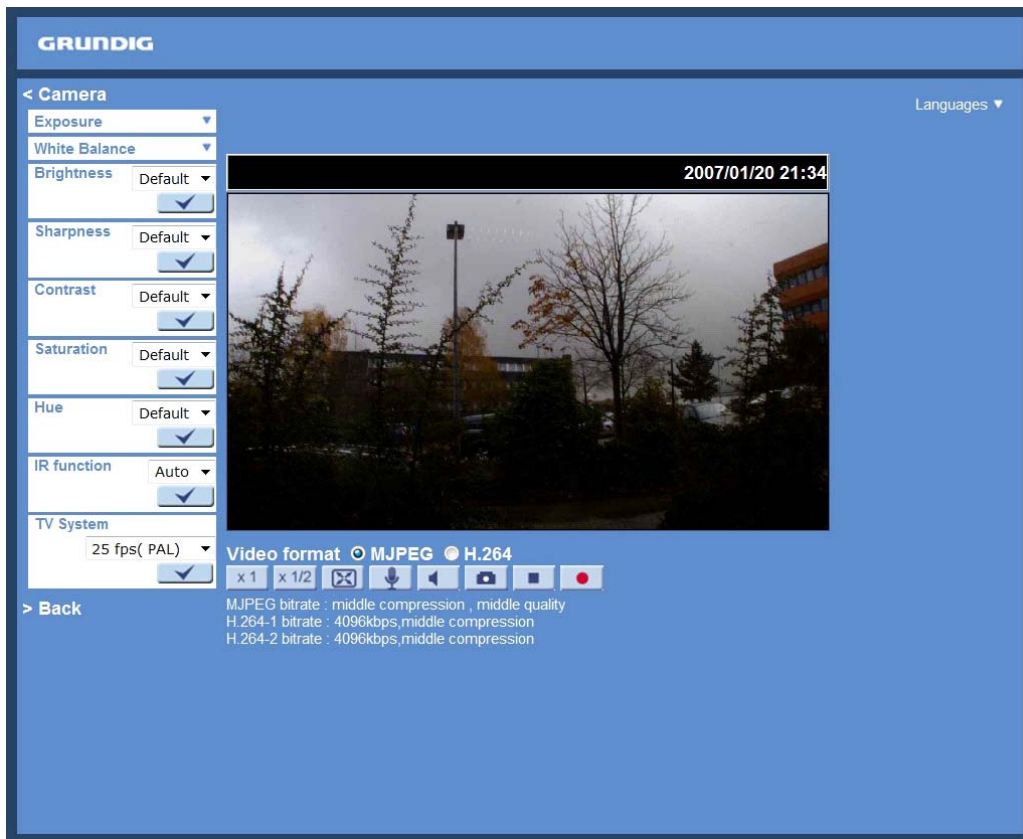 GRUNDIG
< Camera
Languages
Exposure
White Balance
Brightness
Default
Sharpness
Default
Contrast
Default
Saturation
Default
Hue
Default
IR function
Auto
TV System
25 fps( PAL)
> Back
2007/01/20 21:34
Video format MJPEG H.264
x 1 x 1/2
MJPEG bitrate : middle compression , middle quality
H.264-1 bitrate : 4096kbps,middle compression
H.264-2 bitrate : 4096kbps,middle compression